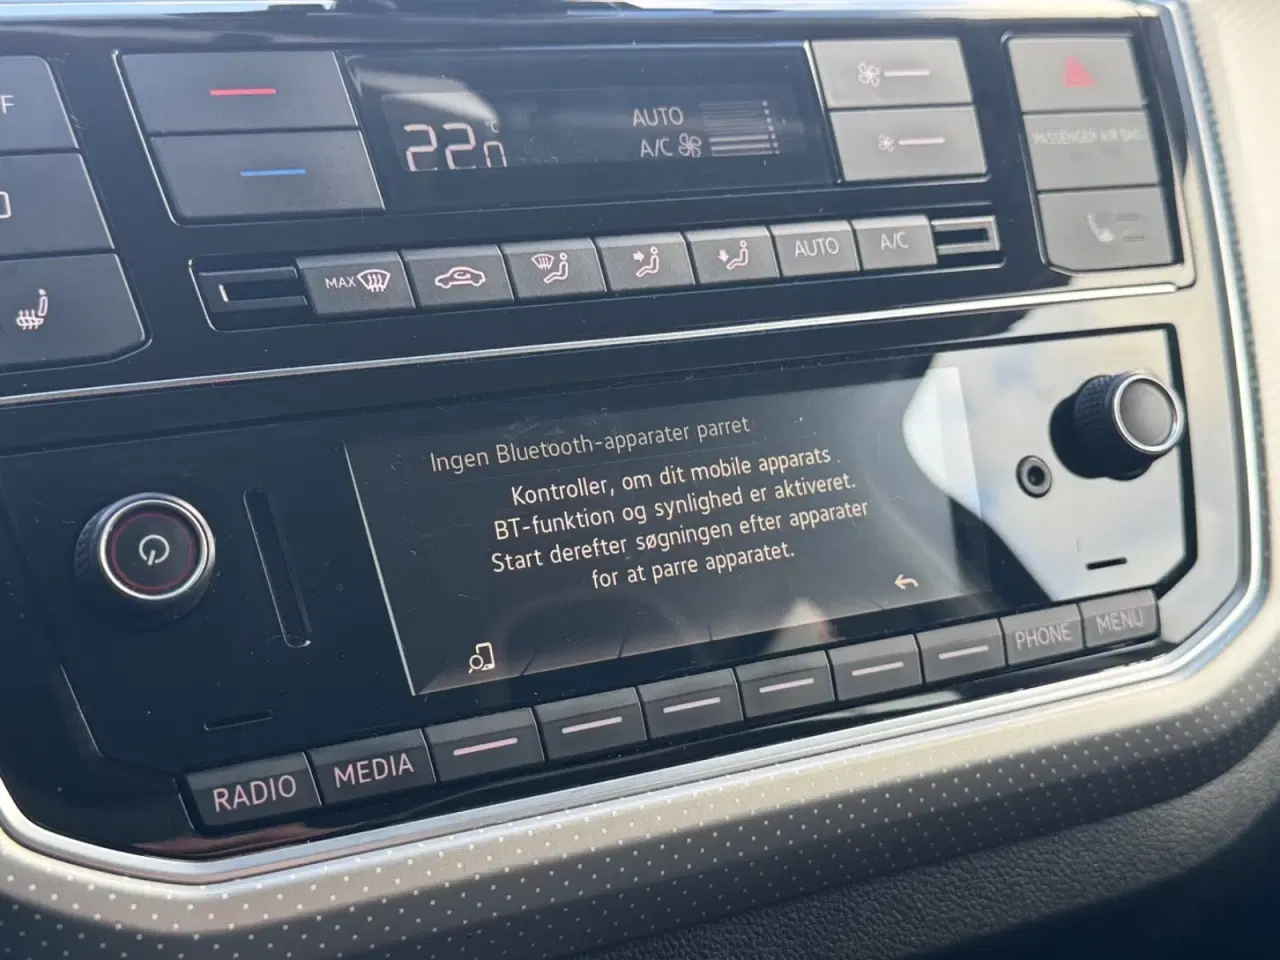 F
22.0 °C
AUTO
A/C
PASSENGER AIR BAG
MAX
AUTO
A/C
Ingen Bluetooth-apparater parret
Kontroller, om dit mobile apparats
BT-funktion og synlighed er aktiveret.
Start derefter søgningen efter apparater
for at parre apparatet.
RADIO
MEDIA
PHONE
MENU